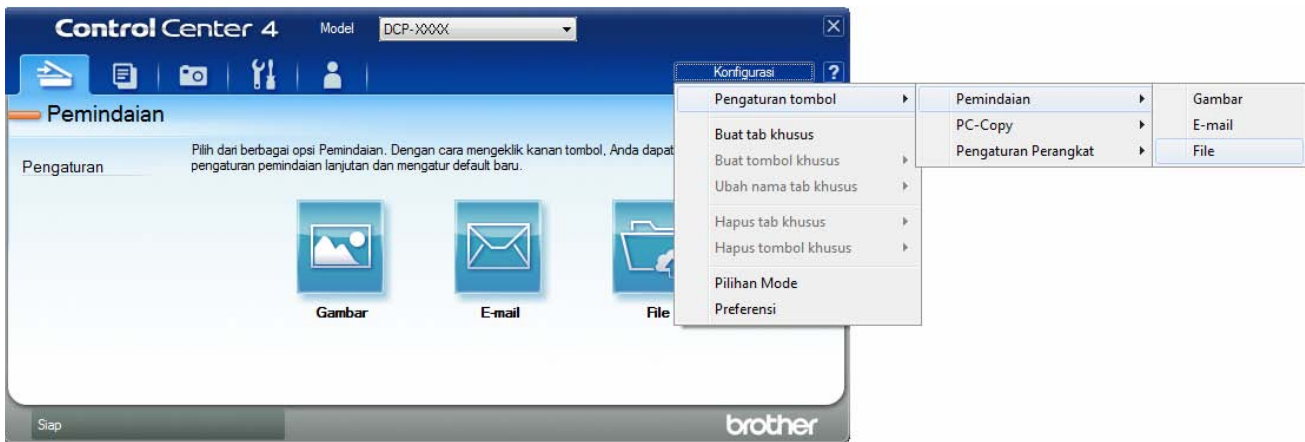 Control Center 4
Model
DCP-XXXX
Konfigurasi
?
Pemindaian
Pengaturan
Pilih dari berbagai opsi Pemindaian. Dengan cara mengeklik kanan tombol, Anda dapat
pengaturan pemindaian lanjutan dan mengatur default baru.
Gambar
E-mail
File
Pengaturan tombol
Buat tab khusus
Buat tombol khusus
Ubah nama tab khusus
Hapus tab khusus
Hapus tombol khusus
Pilihan Mode
Preferensi
Pemindaian
PC-Copy
Pengaturan Perangkat
Gambar
E-mail
File
Siap
brother